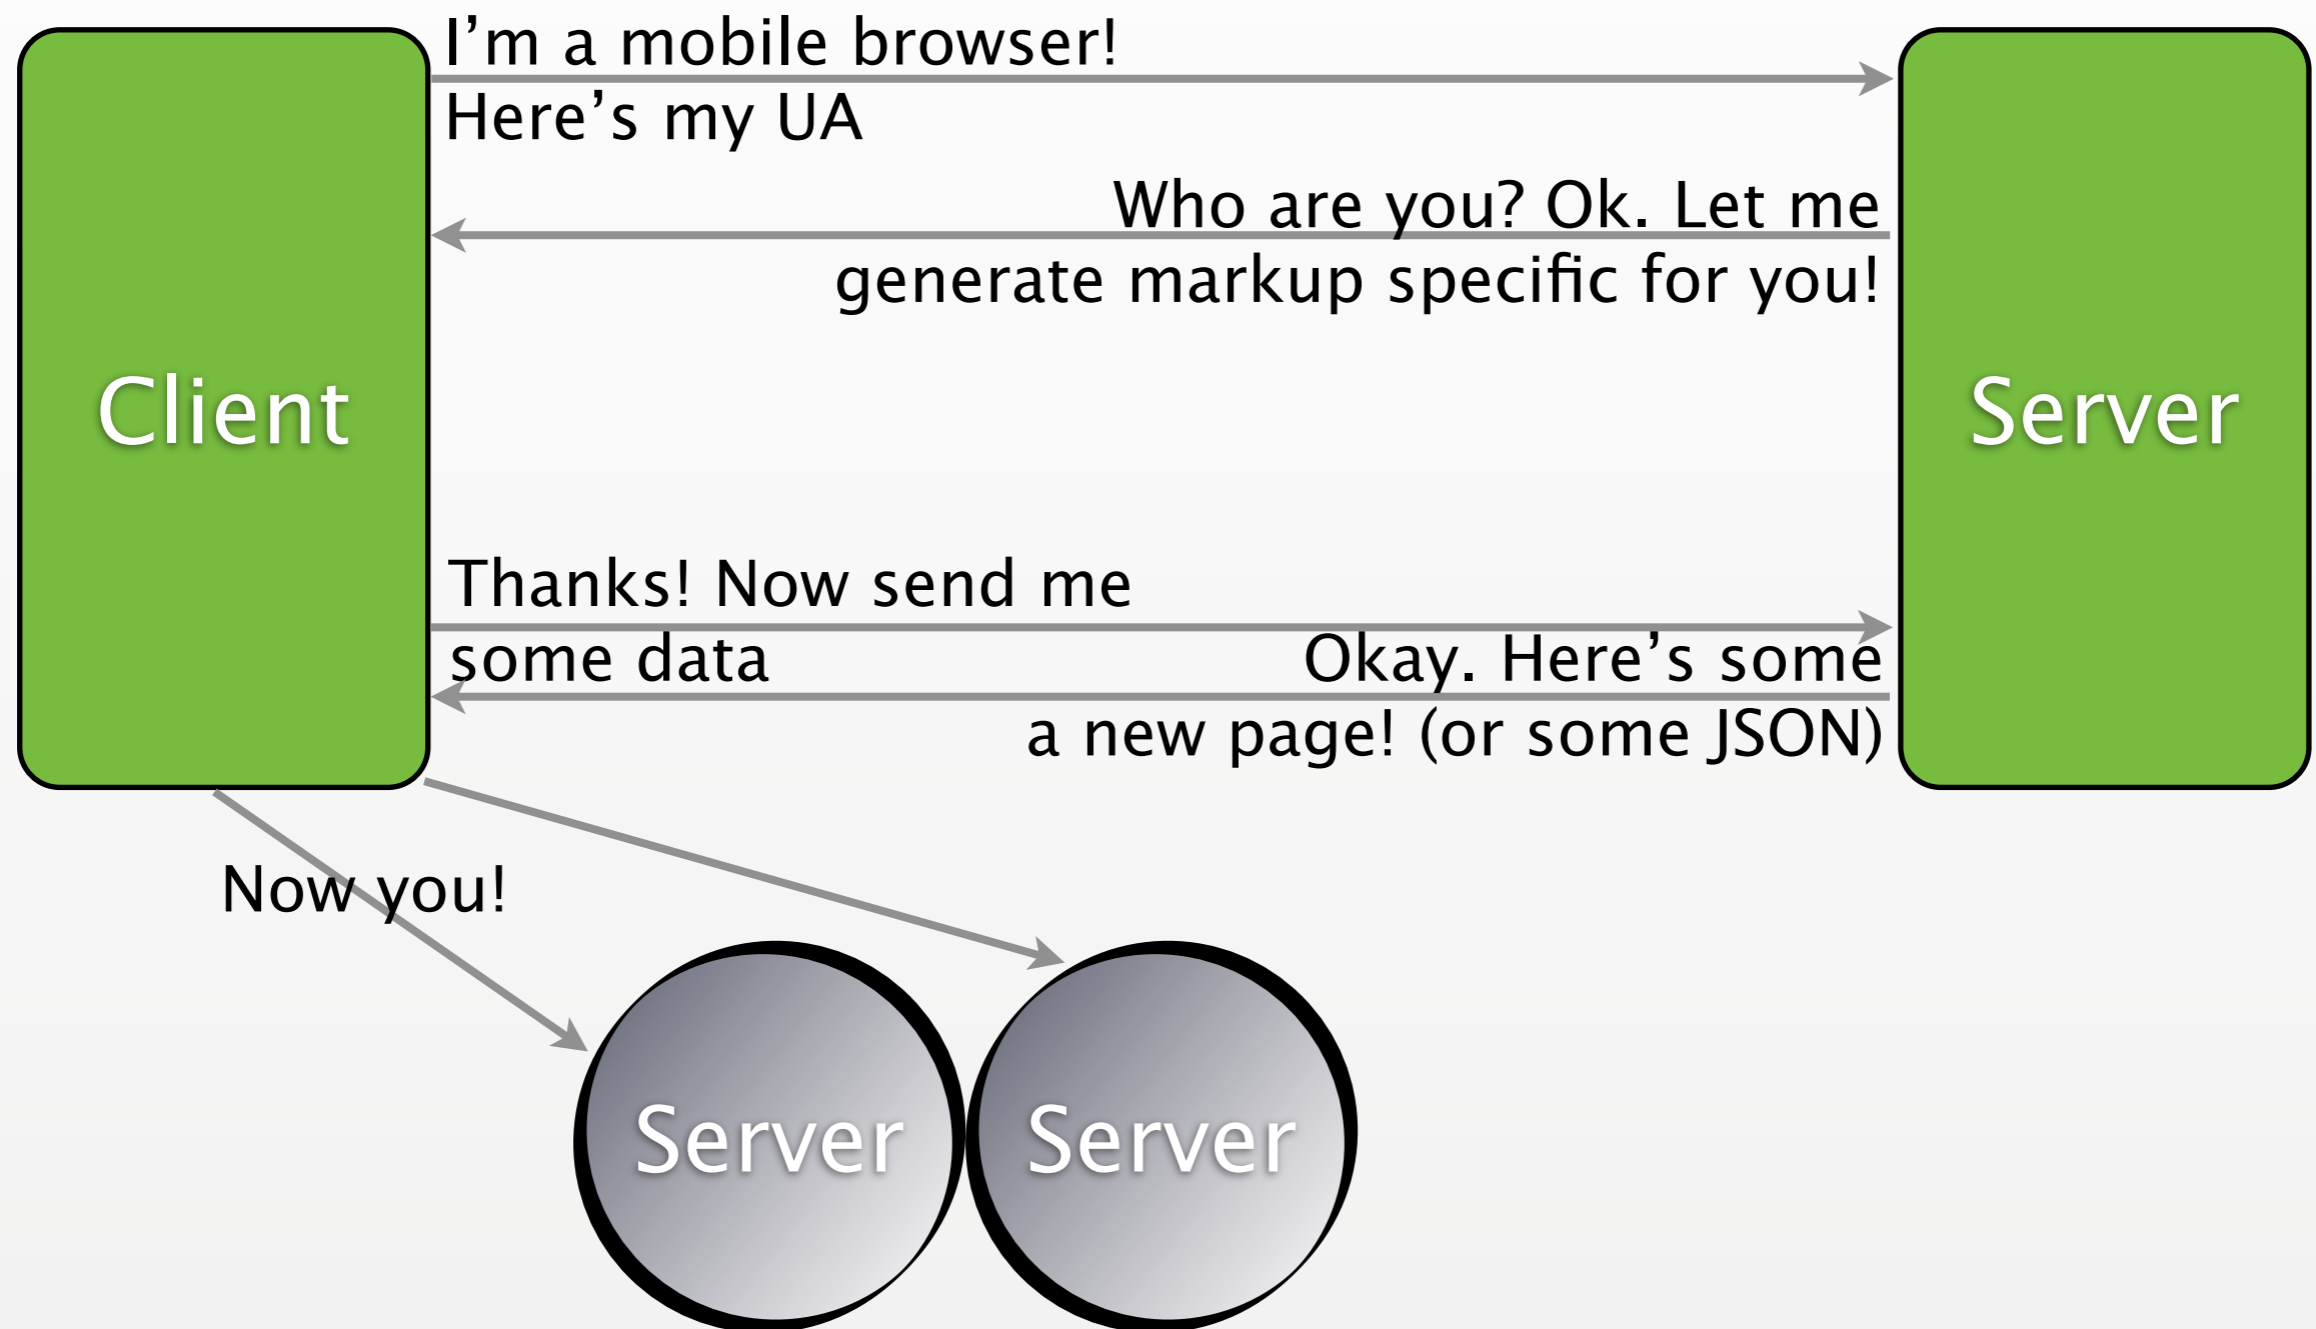 I’m a mobile browser!
Here’s my UA
Who are you? Ok. Let me
generate markup specific for you!
Client
Server
Thanks! Now send me
some data
Okay. Here’s some
a new page! (or some JSON)
Now you!
Server
Server